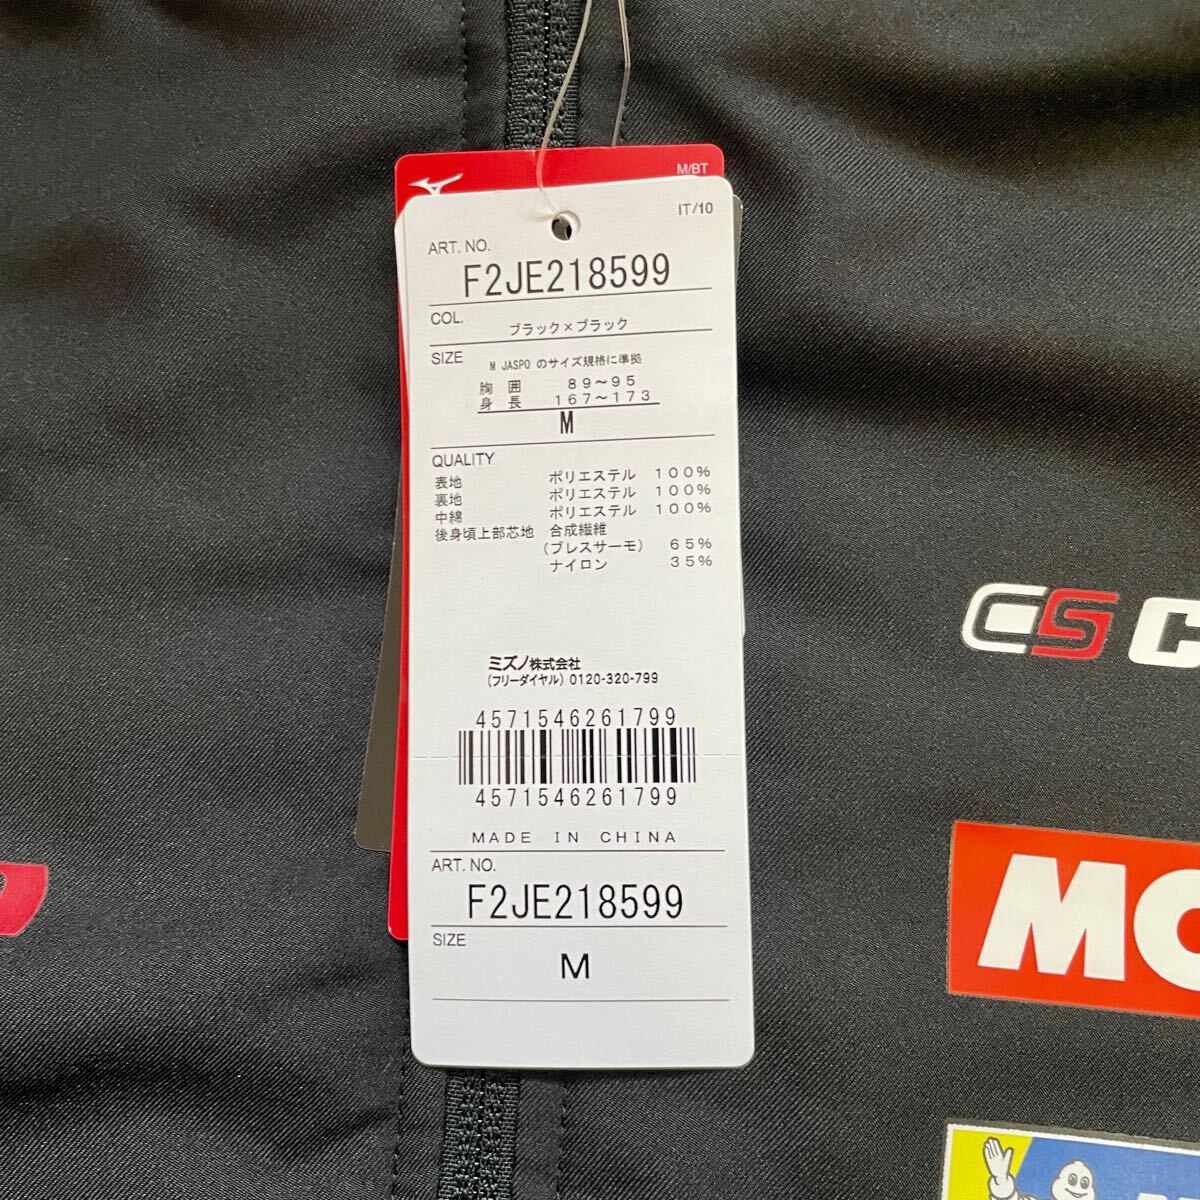 M/BT
IT/10
ART. NO.
F2JE218599
COL.
ブラック×ブラック
SIZE
M JASPO のサイズ規格に準拠
胸 囲 89～95
身 長 167～173
M
QUALITY
表地 ポリエステル 100%
裏地 ポリエステル 100%
中綿 ポリエステル 100%
後身頃上部芯地 合成繊維
(ブレスサーモ) 65%
ナイロン 35%
ミズノ株式会社
(フリーダイヤル) 0120-320-799
4571546261799
4571546261799
MADE IN CHINA
ART. NO.
F2JE218599
SIZE
M
CS C
MO